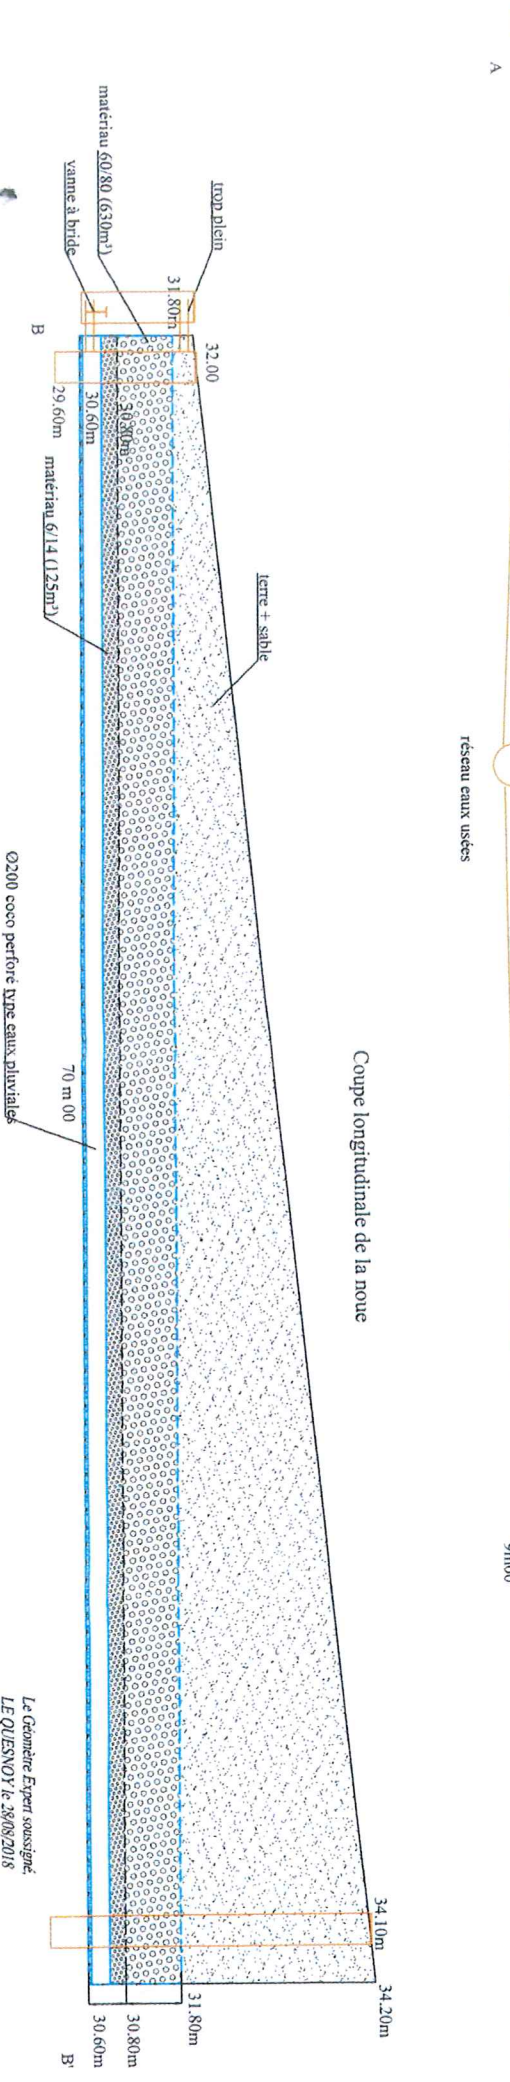 A
réseau eaux usées
Coupe longitudinale de la noue
trop plein
matériau 60/80 (630m³)
vanne à bride
terre + sable
31.80m
32.00
30.80m
30.60m
29.60m
B
matériau 6/14 (125m³)
70 m 00
Ø200 coco perforé type eaux pluviales
34.10m
34.20m
31.80m
30.80m
30.60m
B'
Le Géomètre Expert soussigné,
LE QUESNOY le 28/08/2018